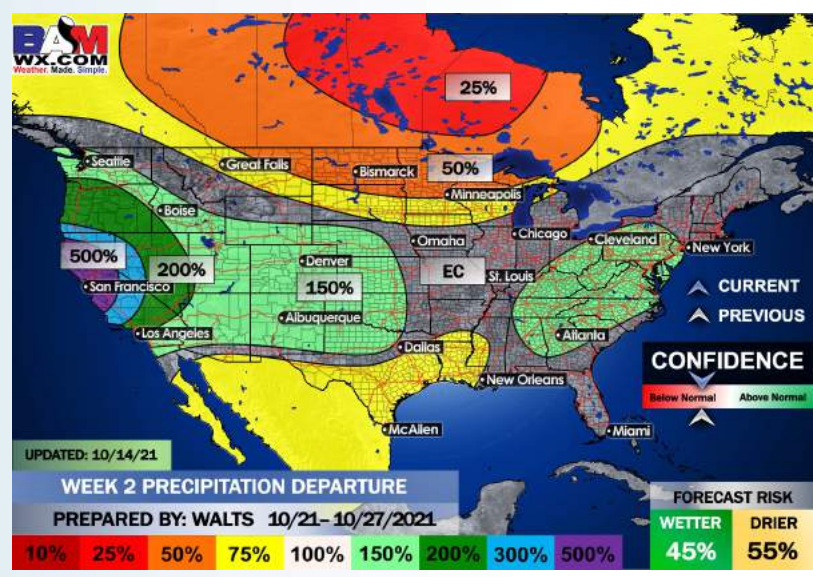 BAM
WX.COM
Weather. Made. Simple.
25%
Seattle
Great Falls
Bismarck
50%
Minneapolis
Boise
Omaha
Chicago
Cleveland
New York
500%
200%
Denver
EC
St. Louis
150%
San Francisco
CURRENT
PREVIOUS
Albuquerque
Los Angeles
Atlanta
Dallas
CONFIDENCE
New Orleans
Below Normal
Above Normal
McAllen
Miami
UPDATED: 10/14/21
WEEK 2 PRECIPITATION DEPARTURE
PREPARED BY: WALTS 10/21– 10/27/2021
FORECAST RISK
WETTER DRIER
45% 55%
10% 25% 50% 75% 100% 150% 200% 300% 500%